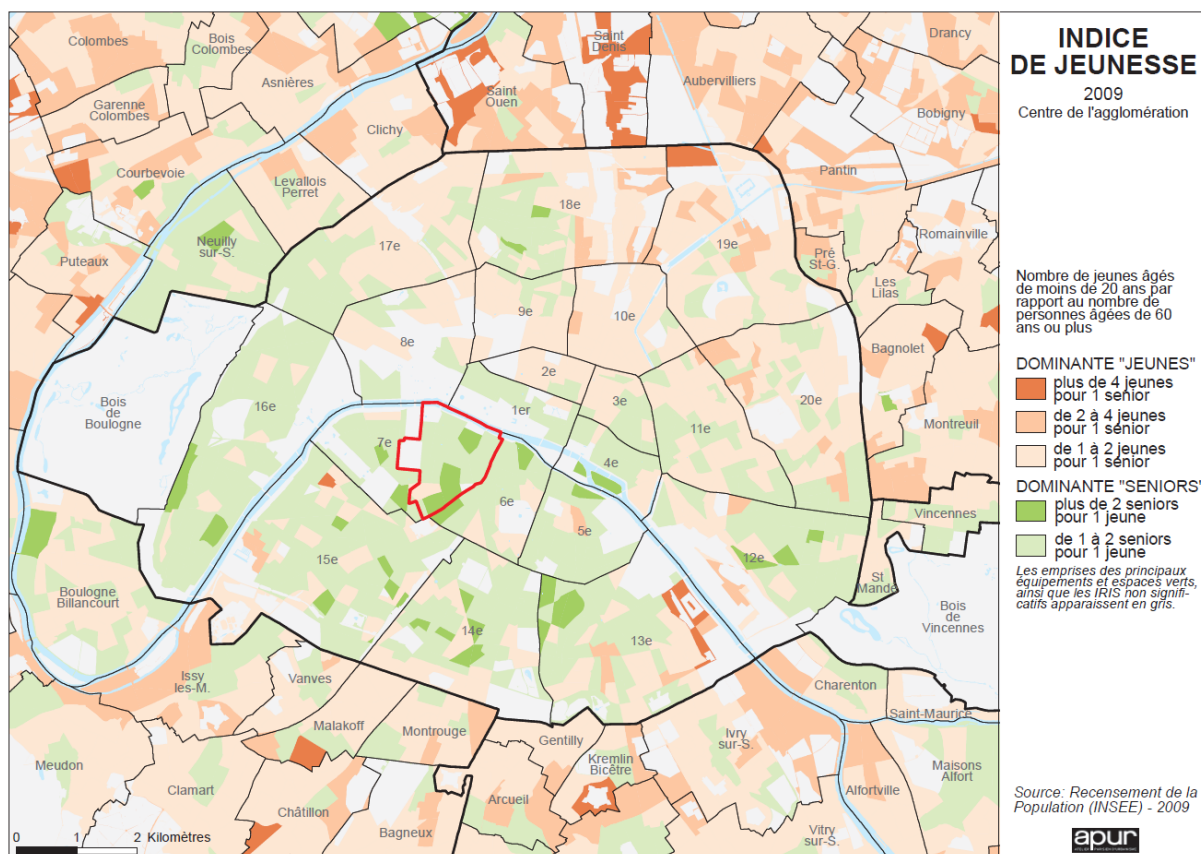 INDICE
DE JEUNESSE
2009
Centre de l'agglomération
Colombes
Bois
Colombes
Asnières
Garenne
Colombes
Courbevoie
Clichy
Levallois
Perret
Neuilly
sur-S.
Puteaux
Saint
Ouen
Saint
Denis
Aubervilliers
Drancy
Bobigny
Pantin
Romainville
Pré
St-G.
Les
Lilas
Bagnolet
Montreuil
Vincennes
St
Mandé
Bois
de
Vincennes
Bois
de
Boulogne
17e
18e
19e
8e
9e
10e
2e
1er
3e
20e
11e
16e
7e
4e
6e
5e
12e
15e
14e
13e
Boulogne
Billancourt
Issy
les-M.
Vanves
Malakoff
Montrouge
Gentilly
Kremlin
Bicêtre
Ivry
sur-S.
Charenton
Saint-Maurice
Maisons
Alfort
Alfortville
Vitry
sur-S.
Meudon
Clamart
Châtillon
Bagneux
Arcueil
0 1 2 Kilomètres
Nombre de jeunes âgés
de moins de 20 ans par
rapport au nombre de
personnes âgées de 60
ans ou plus
DOMINANTE "JEUNES"
plus de 4 jeunes
pour 1 senior
de 2 à 4 jeunes
pour 1 senior
de 1 à 2 jeunes
pour 1 senior
DOMINANTE "SENIORS"
plus de 2 seniors
pour 1 jeune
de 1 à 2 seniors
pour 1 jeune
Les emprises des principaux
équipements et espaces verts,
ainsi que les IRIS non signifi-
catifs apparaissent en gris.
Source: Recensement de la
Population (INSEE) - 2009
apur